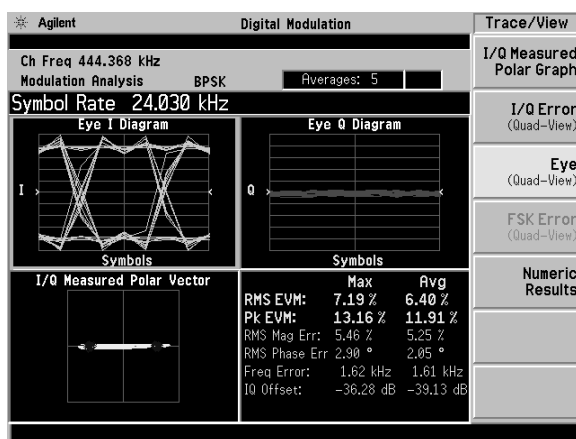 Agilent Digital Modulation Trace/View
Ch Freq 444.368 kHz
Modulation Analysis BPSK Averages: 5
Symbol Rate 24.030 kHz
Eye I Diagram
I
Symbols
Eye Q Diagram
Q
Symbols
I/Q Measured Polar Vector
Max Avg
RMS EVM: 7.19 % 6.40 %
Pk EVM: 13.16 % 11.91 %
RMS Mag Err: 5.46 % 5.25 %
RMS Phase Err 2.90 ° 2.05 °
Freq Error: 1.62 kHz 1.61 kHz
IQ Offset: -36.28 dB -39.13 dB
I/Q Measured
Polar Graph
I/Q Error
(Quad-View)
Eye
(Quad-View)
FSK Error
(Quad-View)
Numeric
Results